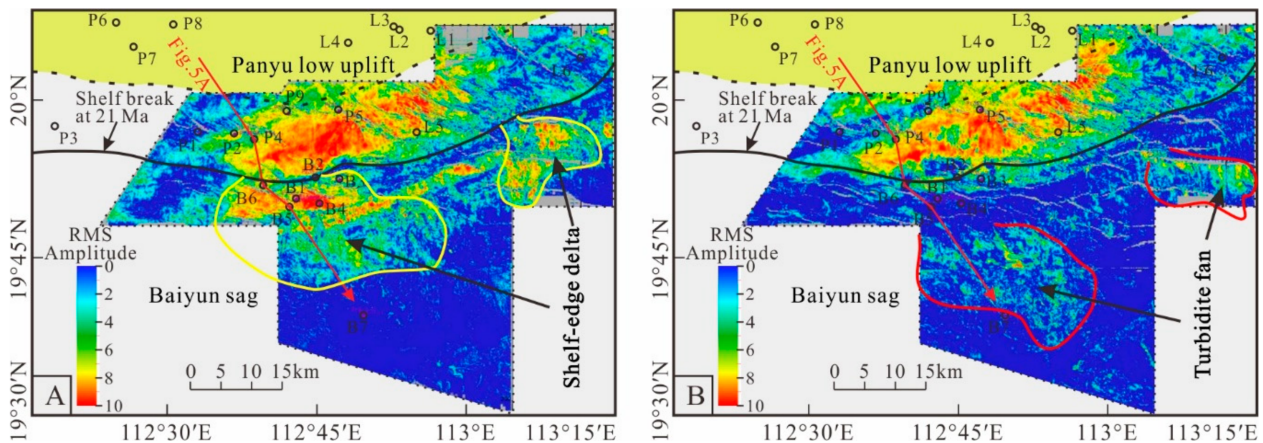 P6
P8
P7
L3
L2
L1
L4
Fig.5A
Panyu low uplift
L6
20°N
Shelf break
at 21 Ma
P3
P9
P5
P1
P2
P4
L5
B3
B
B6
B1
B5
B4
19°45′N
RMS
Amplitude
0
2
4
6
8
10
Baiyun sag
B7
Shelf-edge delta
0 5 10 15km
A
19°30′N
112°30′E
112°45′E
113°E
113°15′E
P6
P8
P7
L3
L2
L1
L4
Fig.5A
Panyu low uplift
L6
20°N
Shelf break
at 21 Ma
P3
P9
P5
P1
P2
P4
L5
B1
B6
B4
19°45′N
RMS
Amplitude
0
2
4
6
8
10
Baiyun sag
B7
Turbidite fan
0 5 10 15km
B
19°30′N
112°30′E
112°45′E
113°E
113°15′E